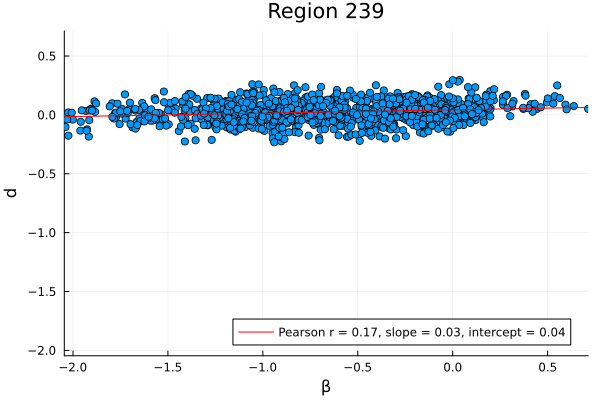 Region 239
0.5
0.0
−0.5
−1.0
−1.5
−2.0
d
Pearson r = 0.17, slope = 0.03, intercept = 0.04
−2.0 −1.5 −1.0 −0.5 0.0 0.5
β